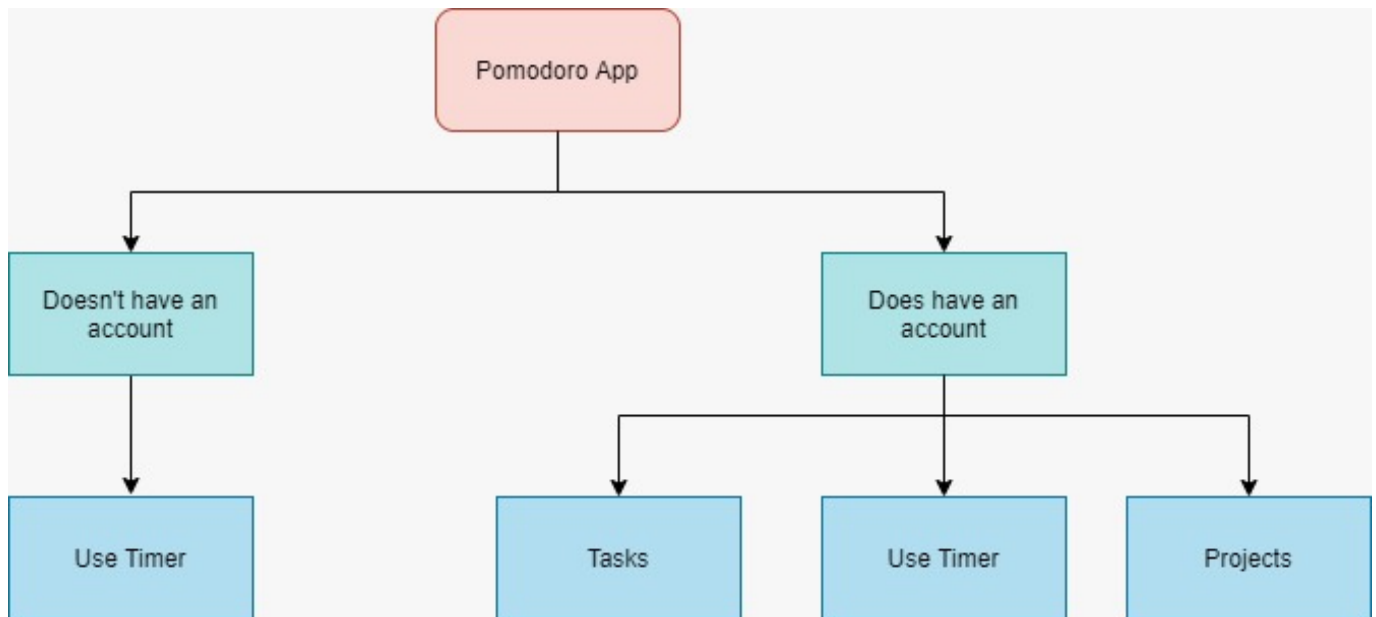 Pomodoro App
Doesn't have an
account
Does have an
account
Use Timer
Tasks
Use Timer
Projects